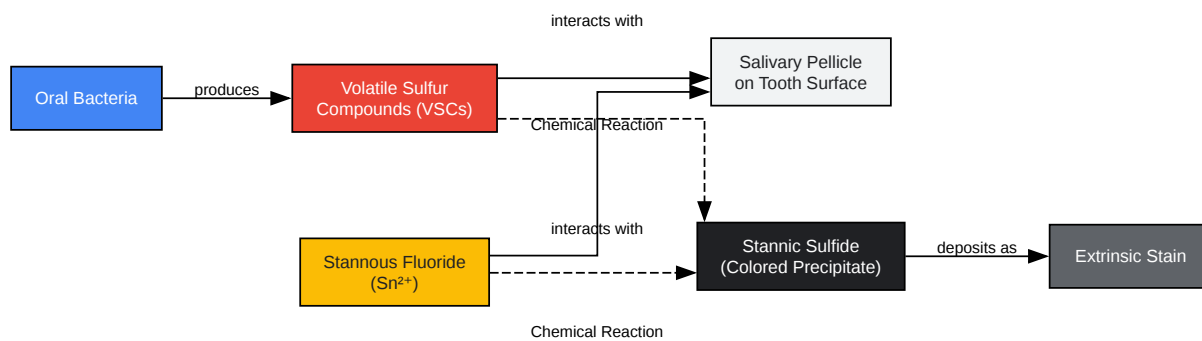 interacts with
Salivary Pellicle
on Tooth Surface
Oral Bacteria
produces
Volatile Sulfur
Compounds (VSCs)
Chemical Reaction
interacts with
Stannous Fluoride
(Sn²⁺)
Stannic Sulfide
(Colored Precipitate)
deposits as
Extrinsic Stain
Chemical Reaction